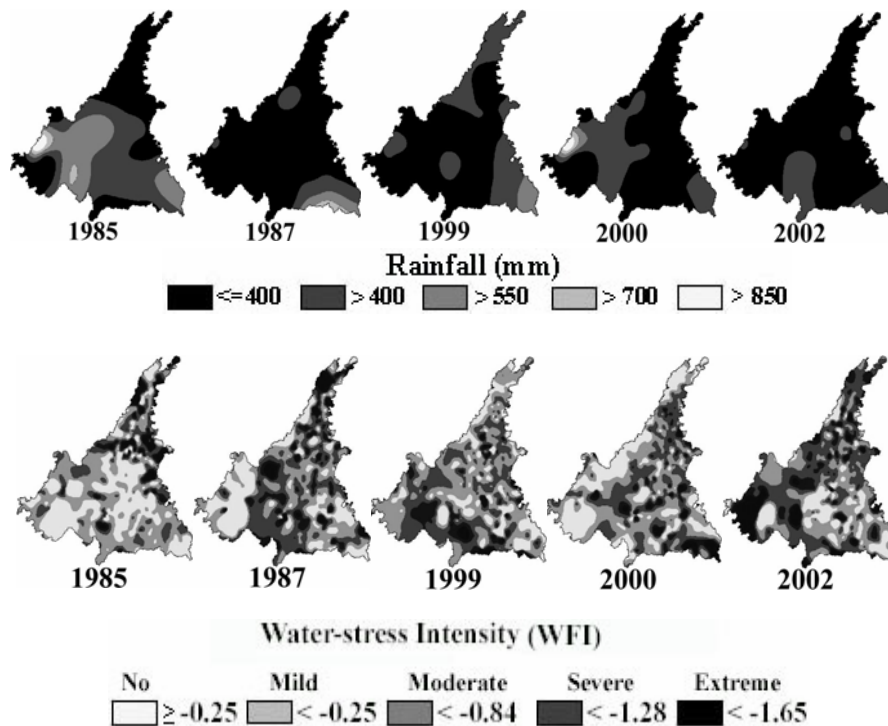 1985 1987 1999 2000 2002
Rainfall (mm)
<=400 >400 >550 >700 > 850
1985 1987 1999 2000 2002
Water-stress Intensity (WFI)
No Mild Moderate Severe Extreme
≥ -0.25 < -0.25 < -0.84 < -1.28 < -1.65